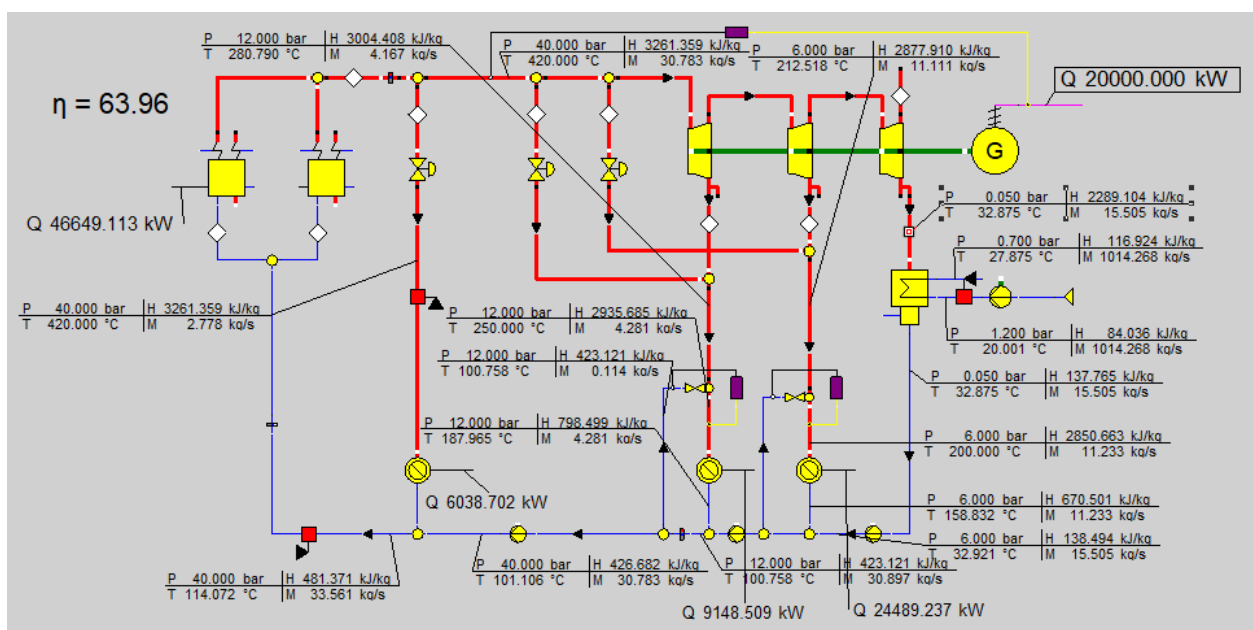 P 12.000 bar H 3004.408 kJ/kg
T 280.790 °C M 4.167 kg/s
P 40.000 bar H 3261.359 kJ/kg
T 420.000 °C M 30.783 kg/s
P 6.000 bar H 2877.910 kJ/kg
T 212.518 °C M 11.111 kg/s
Q 20000.000 kW
η = 63.96
G
Q 46649.113 kW
P 0.050 bar H 2289.104 kJ/kg
T 32.875 °C M 15.505 kg/s
P 0.700 bar H 116.924 kJ/kg
T 27.875 °C M 1014.268 kg/s
P 40.000 bar H 3261.359 kJ/kg
T 420.000 °C M 2.778 kg/s
P 12.000 bar H 2935.685 kJ/kg
T 250.000 °C M 4.281 kg/s
P 1.200 bar H 84.036 kJ/kg
T 20.001 °C M 1014.268 kg/s
P 12.000 bar H 423.121 kJ/kg
T 100.758 °C M 0.114 kg/s
P 0.050 bar H 137.765 kJ/kg
T 32.875 °C M 15.505 kg/s
P 12.000 bar H 798.499 kJ/kg
T 187.965 °C M 4.281 kg/s
P 6.000 bar H 2850.663 kJ/kg
T 200.000 °C M 11.233 kg/s
Q 6038.702 kW
P 6.000 bar H 670.501 kJ/kg
T 158.832 °C M 11.233 kg/s
P 6.000 bar H 138.494 kJ/kg
T 32.921 °C M 15.505 kg/s
P 40.000 bar H 481.371 kJ/kg
T 114.072 °C M 33.561 kg/s
P 40.000 bar H 426.682 kJ/kg
T 101.106 °C M 30.783 kg/s
P 12.000 bar H 423.121 kJ/kg
T 100.758 °C M 30.897 kg/s
Q 9148.509 kW
Q 24489.237 kW